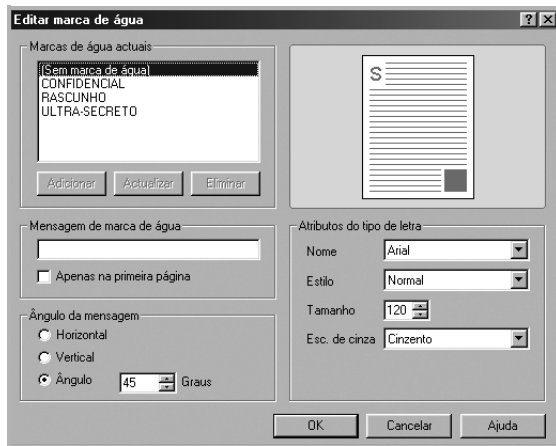 Editar marca de água
Marcas de água actuais
(Sem marca de água)
CONFIDENCIAL
RASCUNHO
ULTRA-SECRETO
Adicionar Actualizar Eliminar
S
Mensagem de marca de água
Apenas na primeira página
Ângulo da mensagem
Horizontal
Vertical
Ângulo 45 Graus
Atributos do tipo de letra
Nome Arial
Estilo Normal
Tamanho 120
Esc. de cinza Cinzento
OK Cancelar Ajuda